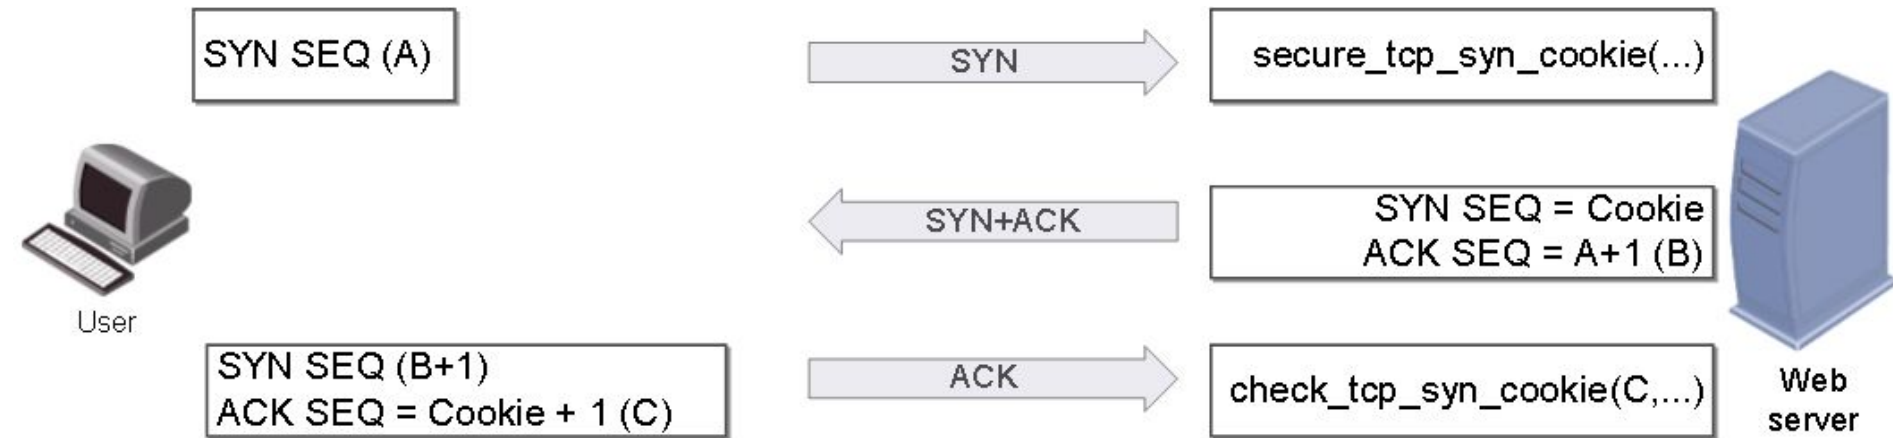 SYN SEQ (A)
SYN
secure_tcp_syn_cookie(...)
SYN+ACK
SYN SEQ = Cookie
ACK SEQ = A+1 (B)
User
SYN SEQ (B+1)
ACK SEQ = Cookie + 1 (C)
ACK
check_tcp_syn_cookie(C,...)
Web
server